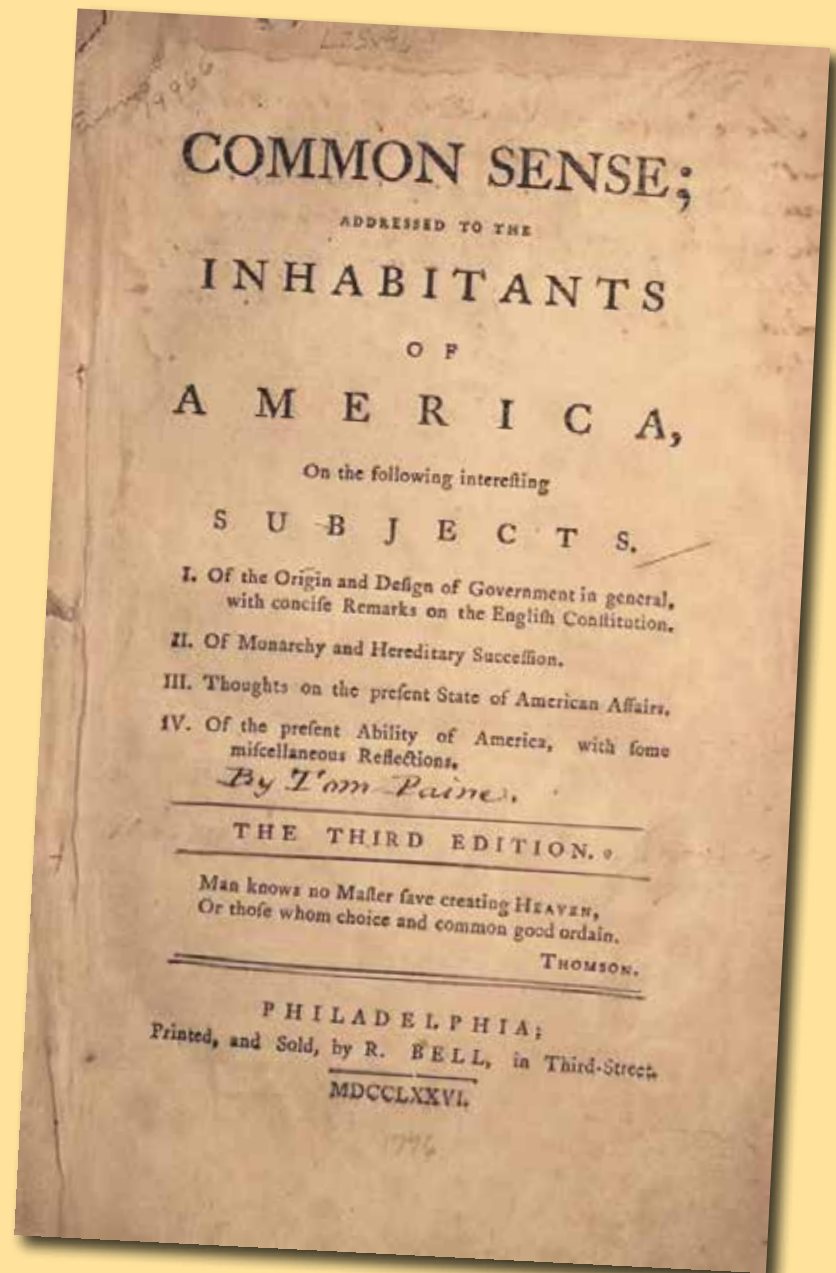 COMMON SENSE;
ADDRESSED TO THE
INHABITANTS
OF
AMERICA,
On the following intereſting
SUBJECTS.
I. Of the Origin and Deſign of Government in general,
with conciſe Remarks on the Engliſh Conſtitution.
II. Of Monarchy and Hereditary Succeſſion.
III. Thoughts on the preſent State of American Affairs.
IV. Of the preſent Ability of America, with ſome
miſcellaneous Reflections.
By Tom Paine.
THE THIRD EDITION.
Man knows no Maſter ſave creating HEAVEN,
Or thoſe whom choice and common good ordain.
THOMSON.
PHILADELPHIA;
Printed, and Sold, by R. BELL, in Third-Street.
MDCCLXXVI.